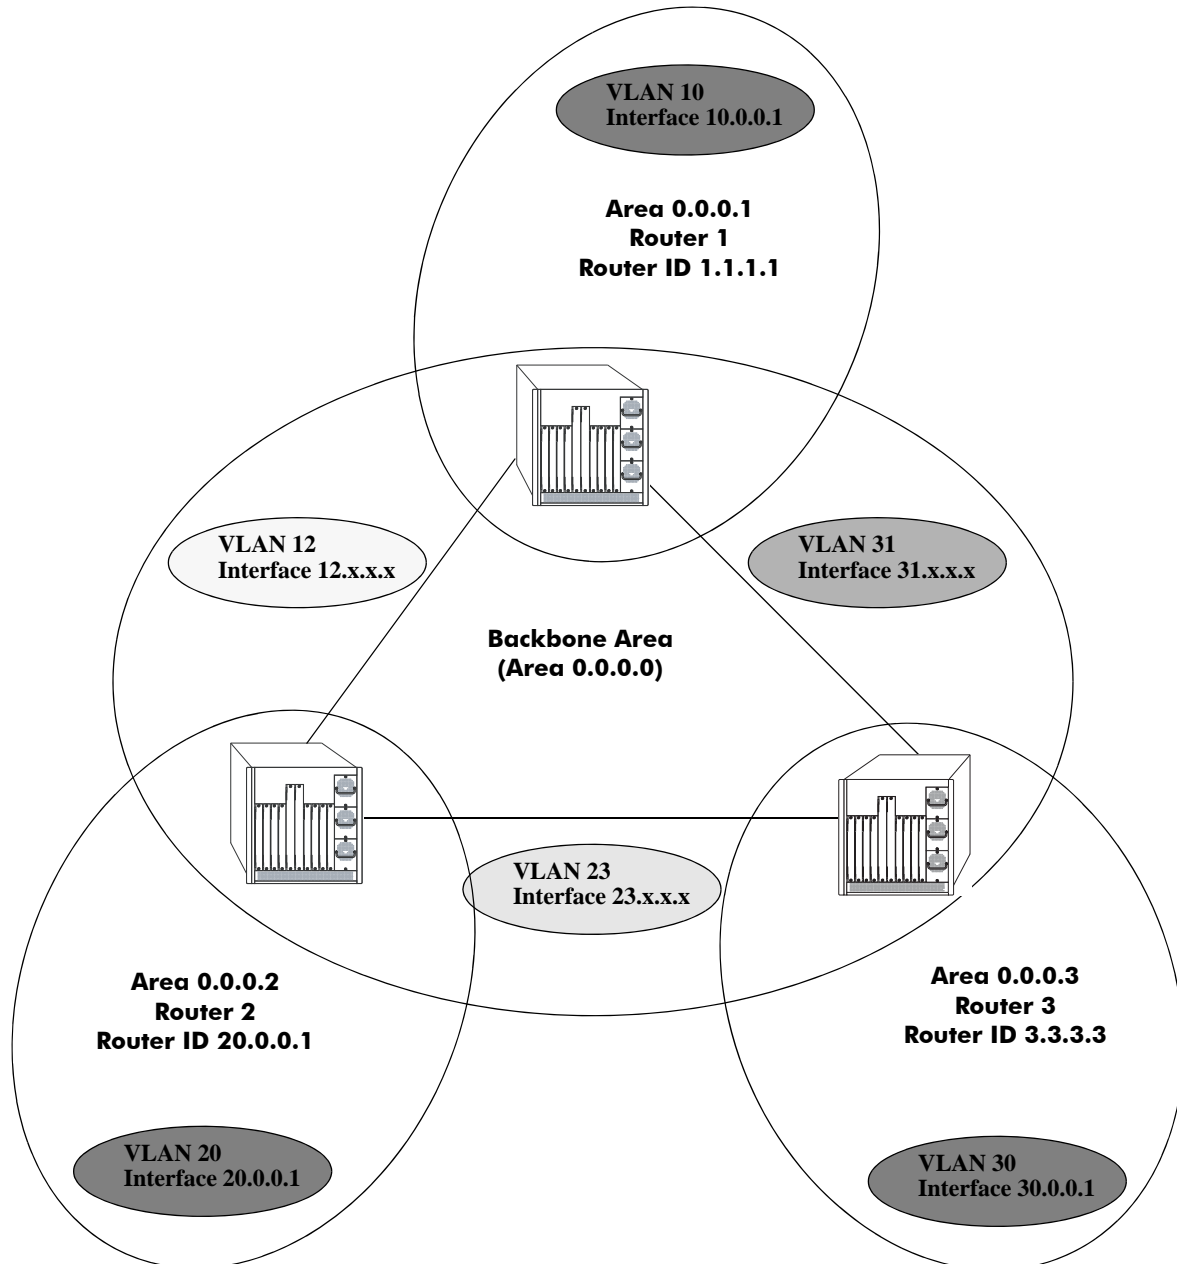 VLAN 10
Interface 10.0.0.1
Area 0.0.0.1
Router 1
Router ID 1.1.1.1
VLAN 12
Interface 12.x.x.x
VLAN 31
Interface 31.x.x.x
Backbone Area
(Area 0.0.0.0)
VLAN 23
Interface 23.x.x.x
Area 0.0.0.2
Router 2
Router ID 20.0.0.1
Area 0.0.0.3
Router 3
Router ID 3.3.3.3
VLAN 20
Interface 20.0.0.1
VLAN 30
Interface 30.0.0.1